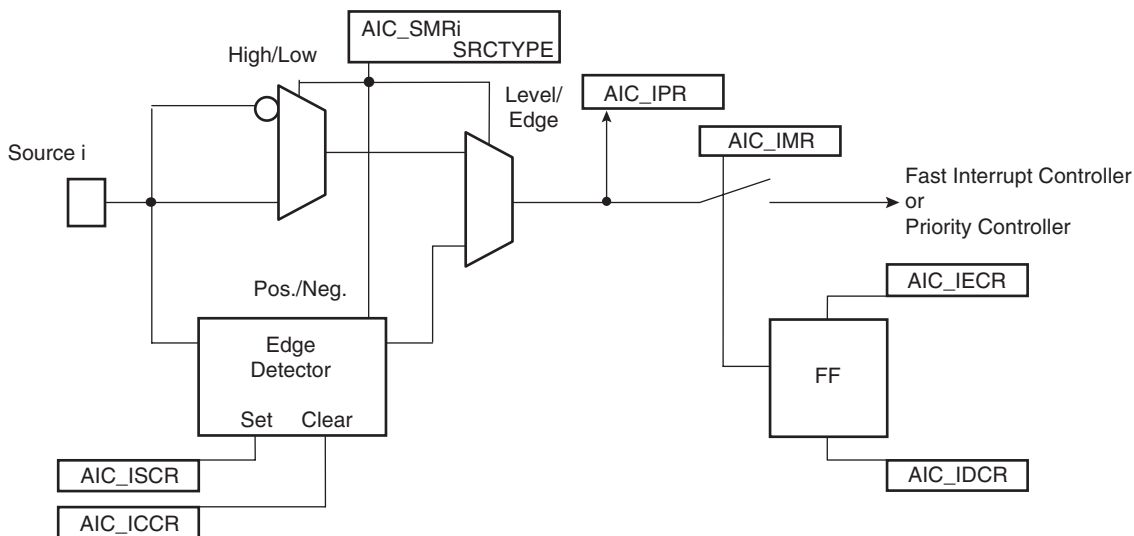 AIC_SMRi
SRCTYPE
High/Low
Level/
Edge
AIC_IPR
AIC_IMR
Source i
Fast Interrupt Controller
or
Priority Controller
Pos./Neg.
AIC_IECR
Edge
Detector
FF
Set Clear
AIC_ISCR
AIC_IDCR
AIC_ICCR